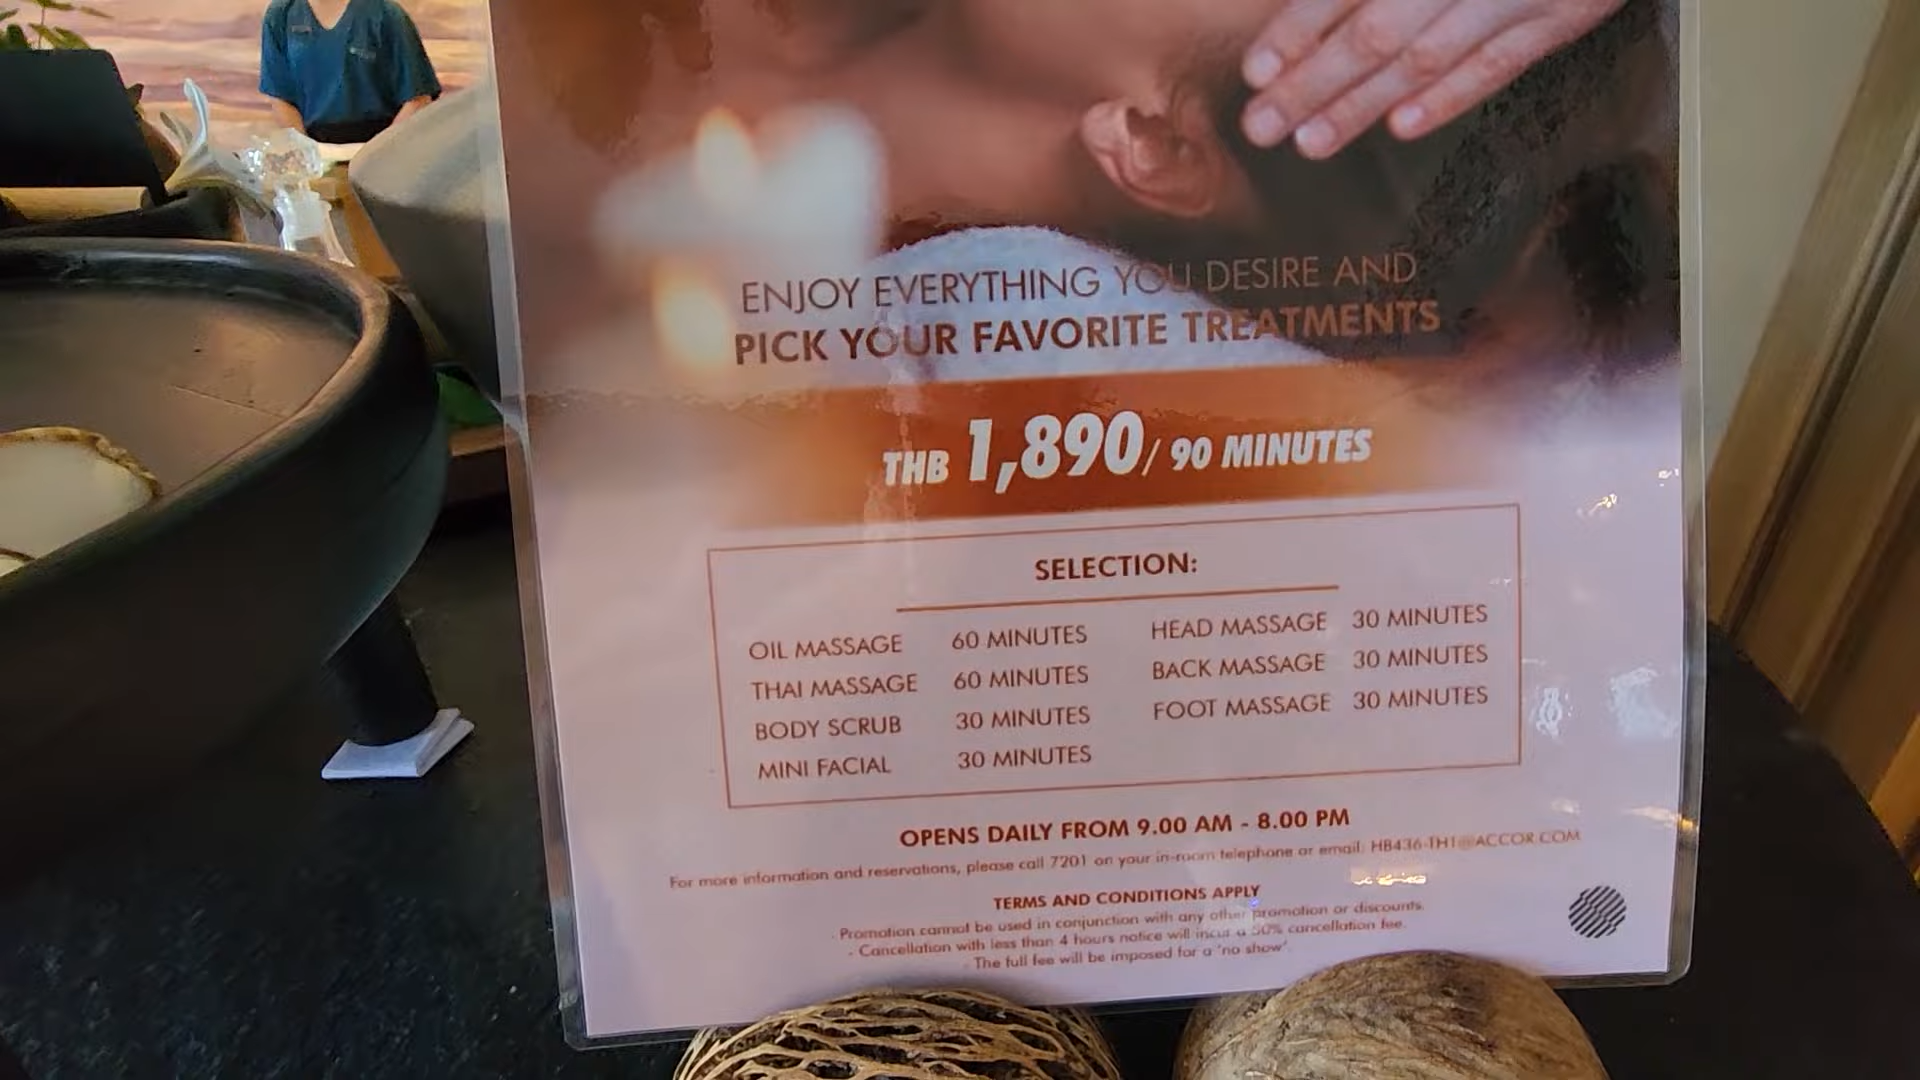 ENJOY EVERYTHING YOU DESIRE AND
PICK YOUR FAVORITE TREATMENTS
THB 1,890/ 90 MINUTES
SELECTION:
OIL MASSAGE 60 MINUTES
THAI MASSAGE 60 MINUTES
BODY SCRUB 30 MINUTES
MINI FACIAL 30 MINUTES
HEAD MASSAGE 30 MINUTES
BACK MASSAGE 30 MINUTES
FOOT MASSAGE 30 MINUTES
OPENS DAILY FROM 9.00 AM - 8.00 PM
For more information and reservations, please call 7201 on your in-room telephone or email: HB436-TH1@ACCOR.COM
TERMS AND CONDITIONS APPLY
- Promotion cannot be used in conjunction with any other promotion or discounts.
- Cancellation with less than 4 hours notice will incur a 50% cancellation fee.
- The full fee will be imposed for a 'no show'.